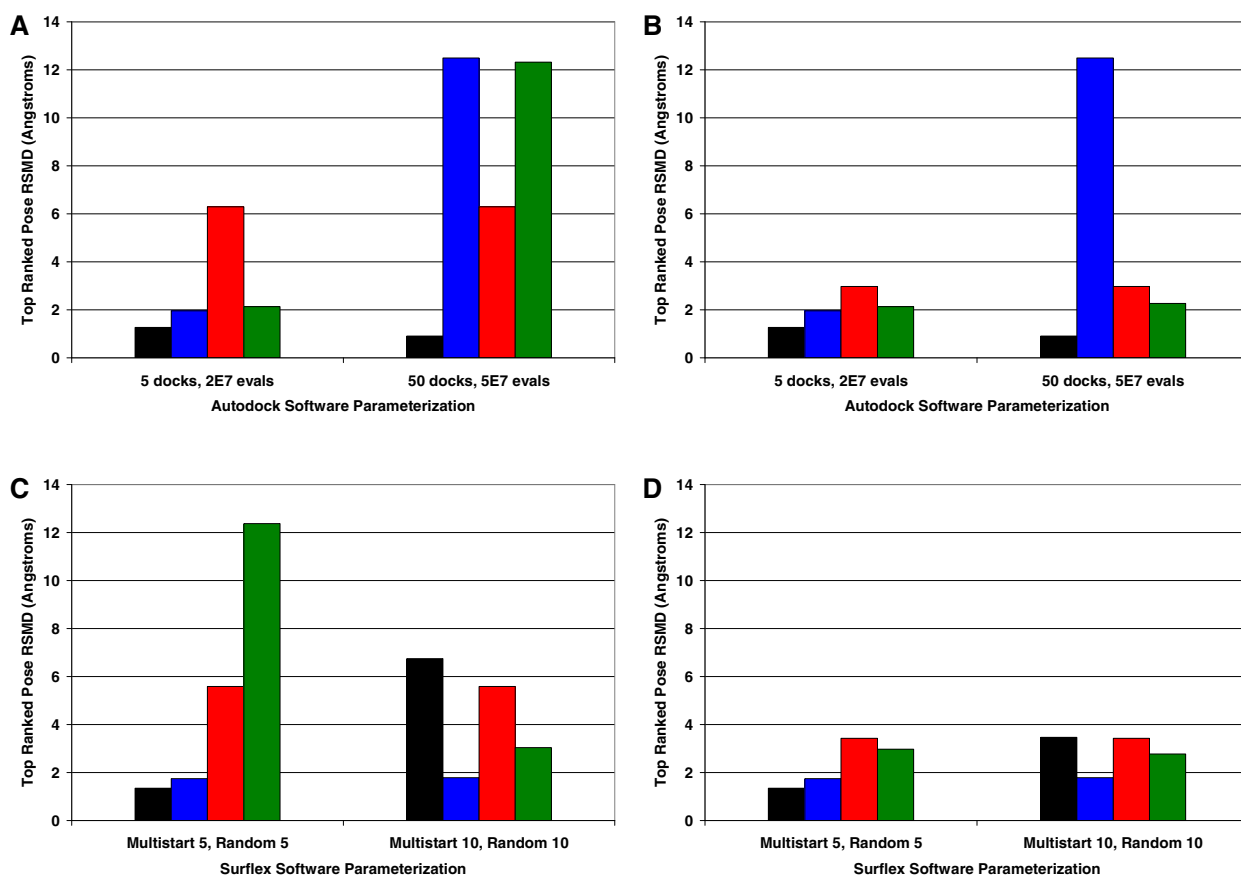 A
Top Ranked Pose RSMD (Angstroms)
14
12
10
8
6
4
2
0
5 docks, 2E7 evals
50 docks, 5E7 evals
Autodock Software Parameterization
B
Top Ranked Pose RSMD (Angstroms)
14
12
10
8
6
4
2
0
5 docks, 2E7 evals
50 docks, 5E7 evals
Autodock Software Parameterization
C
Top Ranked Pose RSMD (Angstroms)
14
12
10
8
6
4
2
0
Multistart 5, Random 5
Multistart 10, Random 10
Surflex Software Parameterization
D
Top Ranked Pose RSMD (Angstroms)
14
12
10
8
6
4
2
0
Multistart 5, Random 5
Multistart 10, Random 10
Surflex Software Parameterization